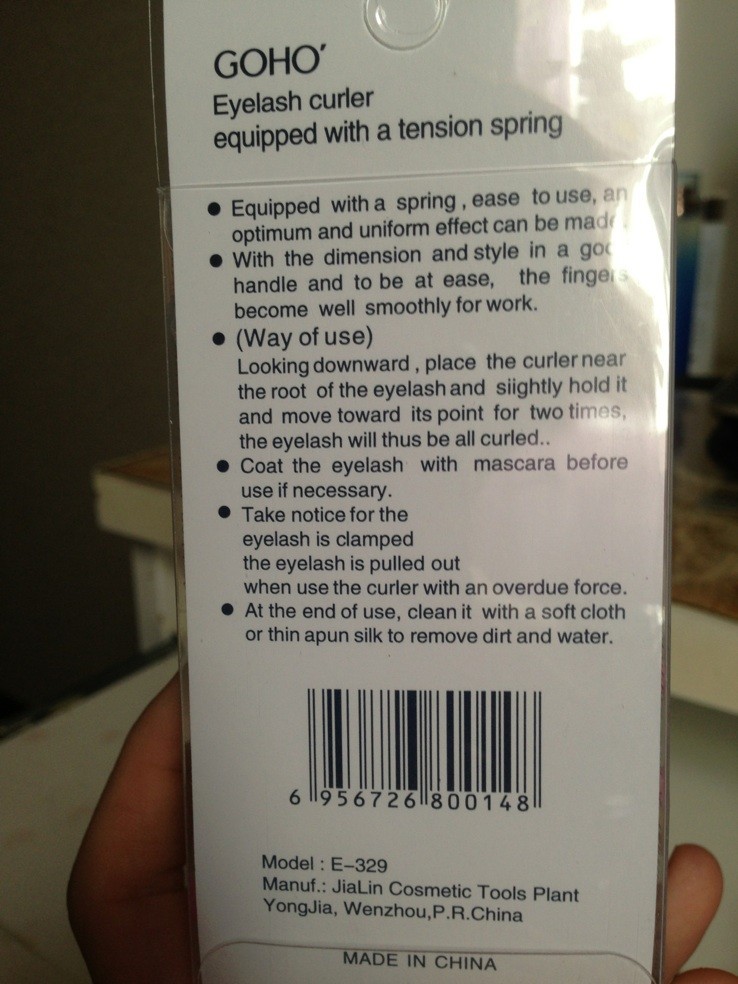 GOHO′
Eyelash curler
equipped with a tension spring
● Equipped with a spring , ease to use, an
optimum and uniform effect can be made.
● With the dimension and style in a goo
handle and to be at ease, the fingers
become well smoothly for work.
● (Way of use)
Looking downward , place the curler near
the root of the eyelash and siightly hold it
and move toward its point for two times,
the eyelash will thus be all curled..
● Coat the eyelash with mascara before
use if necessary.
● Take notice for the
eyelash is clamped
the eyelash is pulled out
when use the curler with an overdue force.
● At the end of use, clean it with a soft cloth
or thin apun silk to remove dirt and water.
6 956726 800148
Model : E–329
Manuf.: JiaLin Cosmetic Tools Plant
YongJia, Wenzhou,P.R.China
MADE IN CHINA